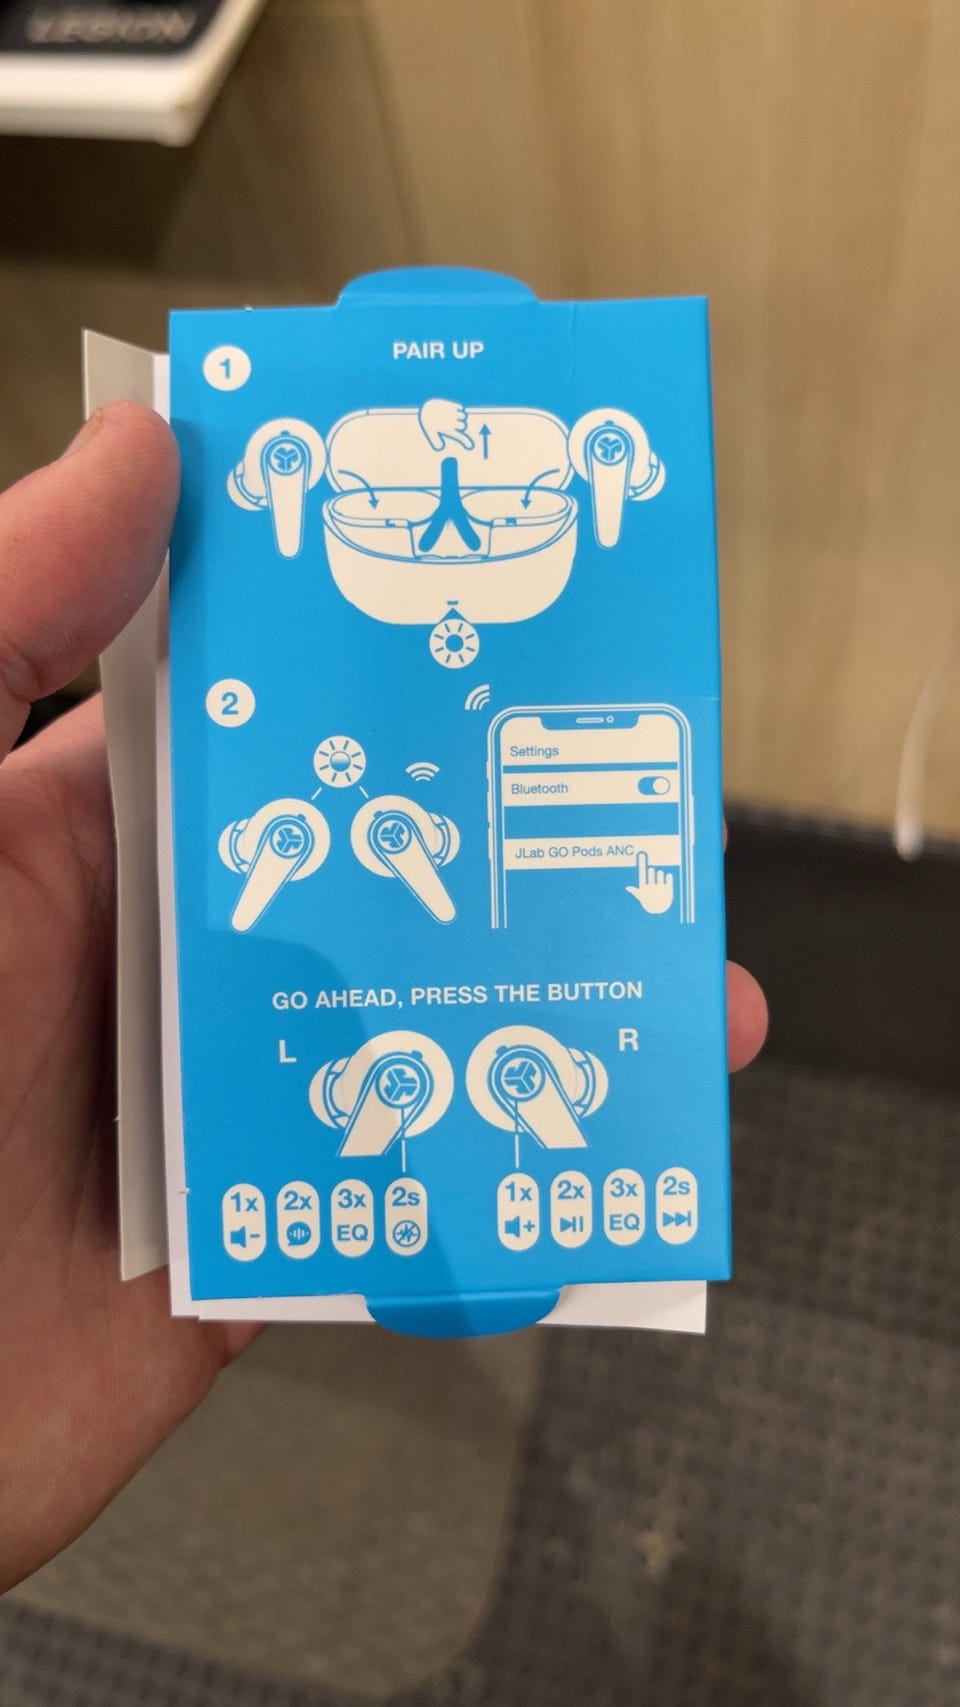 LEGION
1
PAIR UP
L
R
2
Settings
Bluetooth
JLab GO Pods ANC
GO AHEAD, PRESS THE BUTTON
L
R
1x
2x
3x
EQ
2s
1x
2x
3x
EQ
2s